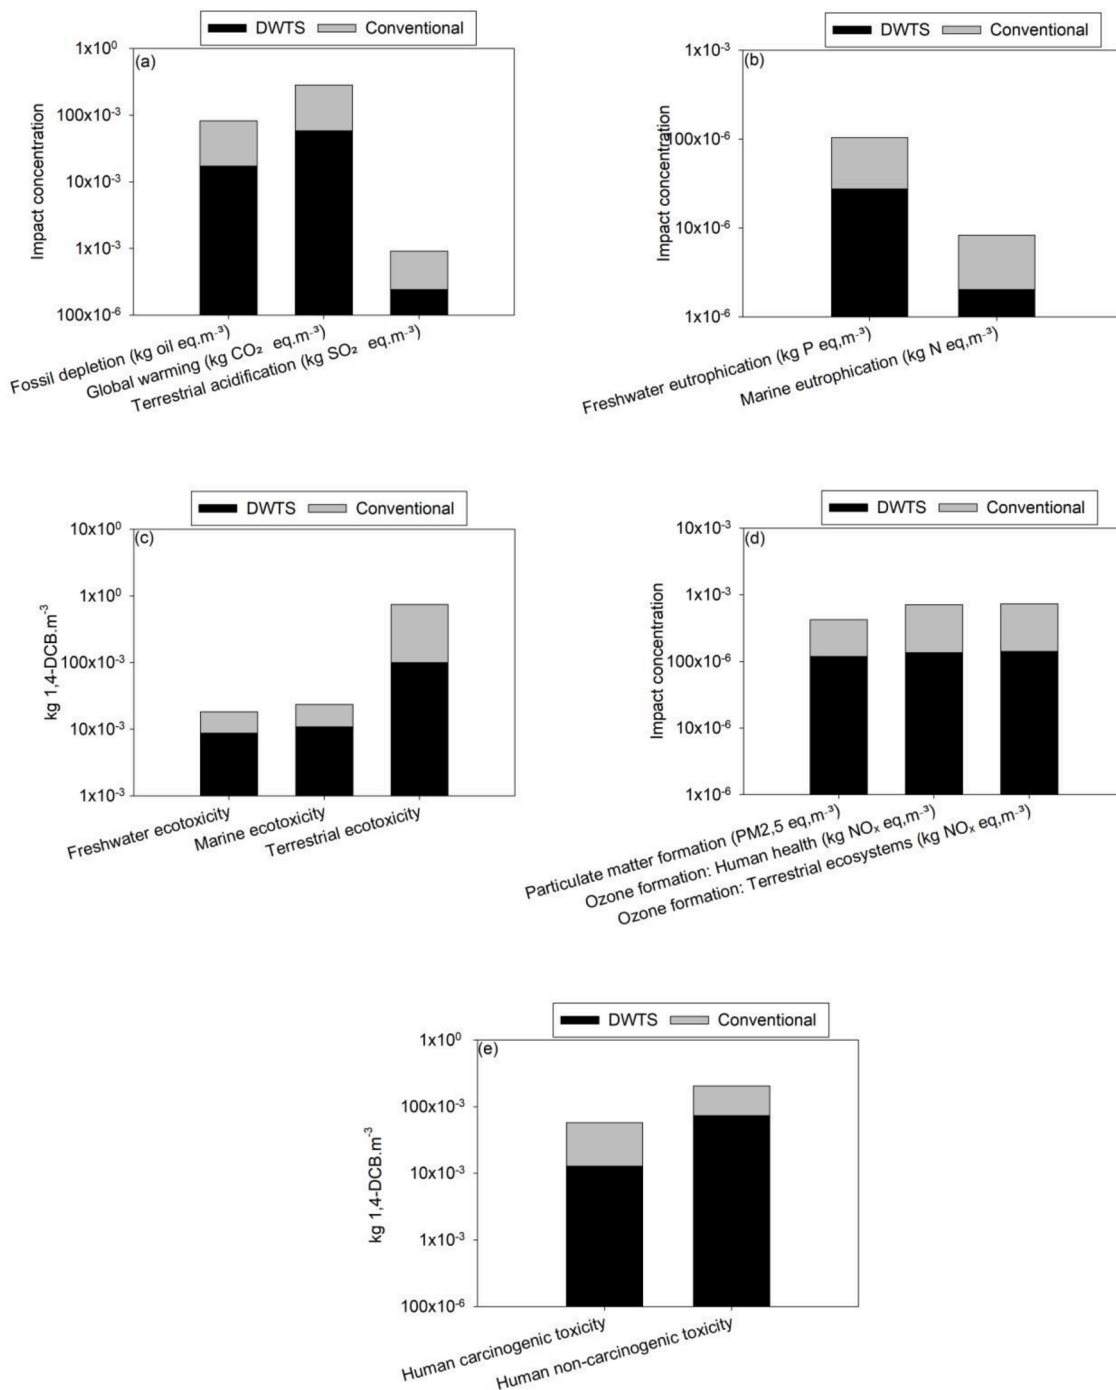 DWTS Conventional
(a)
1x10⁰
100x10⁻³
10x10⁻³
1x10⁻³
100x10⁻⁶
Impact concentration
Fossil depletion (kg oil eq.m⁻³)
Global warming (kg CO₂ eq.m⁻³)
Terrestrial acidification (kg SO₂ eq.m⁻³)
DWTS Conventional
(b)
1x10⁻³
100x10⁻⁶
10x10⁻⁶
1x10⁻⁶
Impact concentration
Freshwater eutrophication (kg P eq,m⁻³)
Marine eutrophication (kg N eq,m⁻³)
DWTS Conventional
(c)
10x10⁰
1x10⁰
100x10⁻³
10x10⁻³
1x10⁻³
kg 1,4-DCB.m⁻³
Freshwater ecotoxicity
Marine ecotoxicity
Terrestrial ecotoxicity
DWTS Conventional
(d)
10x10⁻³
1x10⁻³
100x10⁻⁶
10x10⁻⁶
1x10⁻⁶
Impact concentration
Particulate matter formation (PM2,5 eq,m⁻³)
Ozone formation: Human health (kg NOₓ eq,m⁻³)
Ozone formation: Terrestrial ecosystems (kg NOₓ eq,m⁻³)
DWTS Conventional
(e)
1x10⁰
100x10⁻³
10x10⁻³
1x10⁻³
100x10⁻⁶
kg 1,4-DCB.m⁻³
Human carcinogenic toxicity
Human non-carcinogenic toxicity